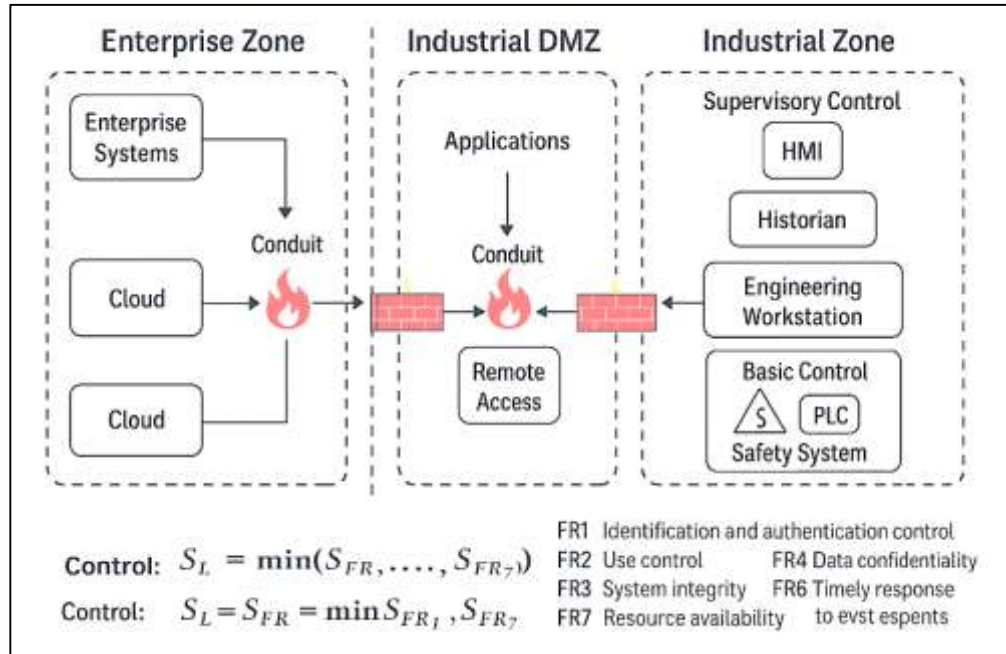 Enterprise Zone
Industrial DMZ
Industrial Zone
Enterprise
Systems
Conduit
Cloud
Cloud
Applications
Conduit
Remote
Access
Supervisory Control
HMI
Historian
Engineering
Workstation
Basic Control
S
PLC
Safety System
Control: S_L = min(S_FR, . . . . , S_FR_7))
Control: S_L = S_FR = min S_FR_1 , S_FR_7
FR1 Identification and authentication control
FR2 Use control FR4 Data confidentiality
FR3 System integrity FR6 Timely response
FR7 Resource availability to evst espents